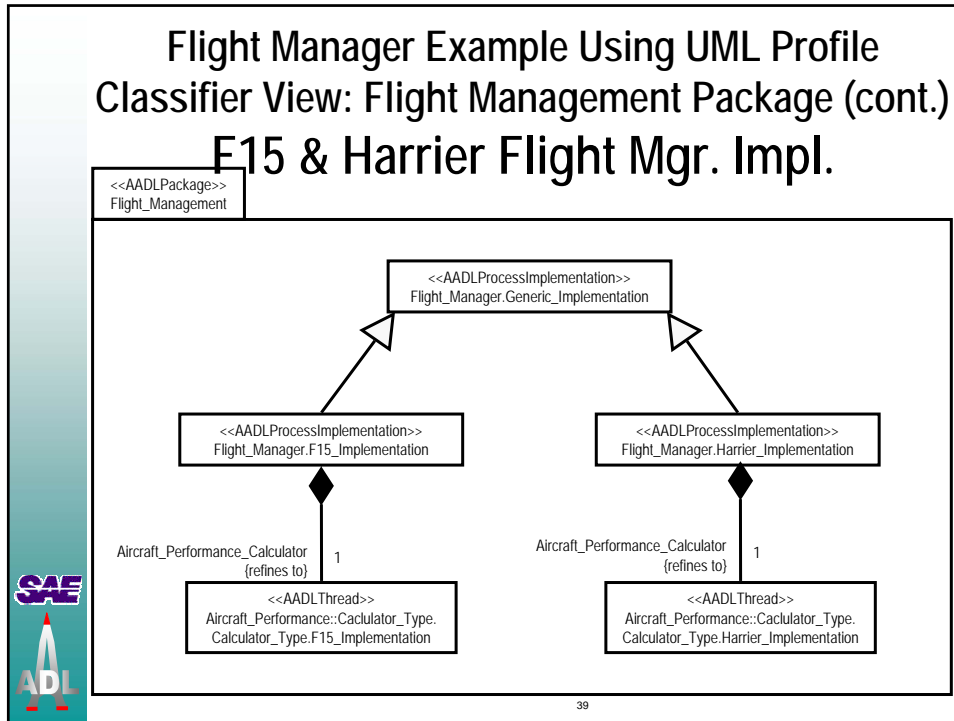 Flight Manager Example Using UML Profile
Classifier View: Flight Management Package (cont.)
F15 & Harrier Flight Mgr. Impl.
<<AADLPackage>>
Flight_Management
<<AADLProcessImplementation>>
Flight_Manager.Generic_Implementation
<<AADLProcessImplementation>>
Flight_Manager.F15_Implementation
<<AADLProcessImplementation>>
Flight_Manager.Harrier_Implementation
Aircraft_Performance_Calculator
{refines to}
1
Aircraft_Performance_Calculator
{refines to}
1
<<AADLThread>>
Aircraft_Performance::Caclulator_Type.
Calculator_Type.F15_Implementation
<<AADLThread>>
Aircraft_Performance::Caclulator_Type.
Calculator_Type.Harrier_Implementation
SAE
ADL
39